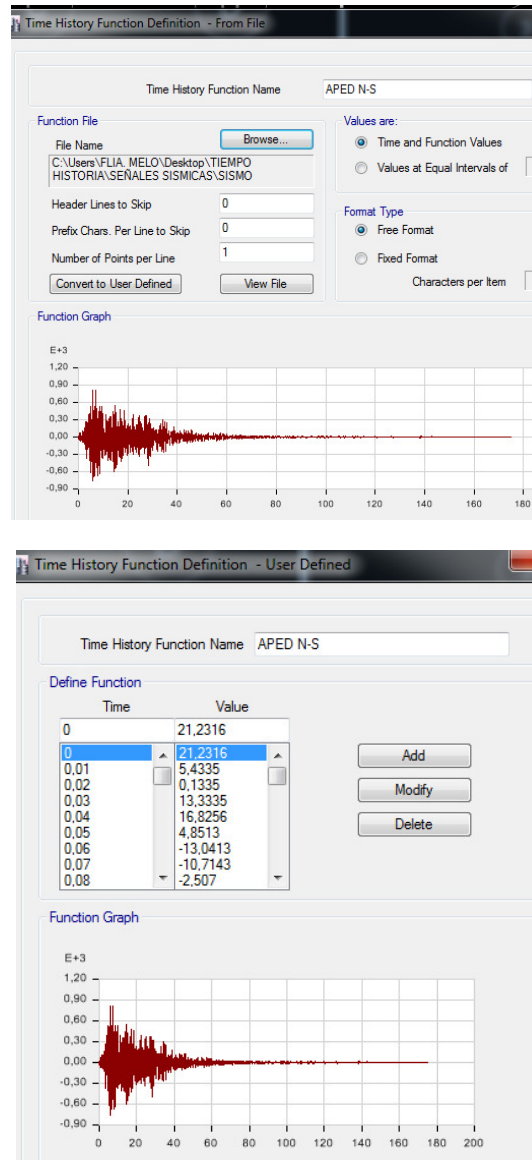 Time History Function Definition - From File
Time History Function Name APED N-S
Function File
File Name
Browse...
C:\Users\FLIA. MELO\Desktop\TIEMPO
HISTORIA\SEÑALES SISMICAS\SISMO
Header Lines to Skip 0
Prefix Chars. Per Line to Skip 0
Number of Points per Line 1
Convert to User Defined View File
Values are:
Time and Function Values
Values at Equal Intervals of
Format Type
Free Format
Fixed Format
Characters per Item
Function Graph
E+3
1,20
0,90
0,60
0,30
0,00
-0,30
-0,60
-0,90
0 20 40 60 80 100 120 140 160 180
Time History Function Definition - User Defined
Time History Function Name APED N-S
Define Function
Time Value
0 21,2316
0 21,2316
0,01 5,4335
0,02 0,1335
0,03 13,3335
0,04 16,8256
0,05 4,8513
0,06 -13,0413
0,07 -10,7143
0,08 -2,507
Add
Modify
Delete
Function Graph
E+3
1,20
0,90
0,60
0,30
0,00
-0,30
-0,60
-0,90
0 20 40 60 80 100 120 140 160 180 200